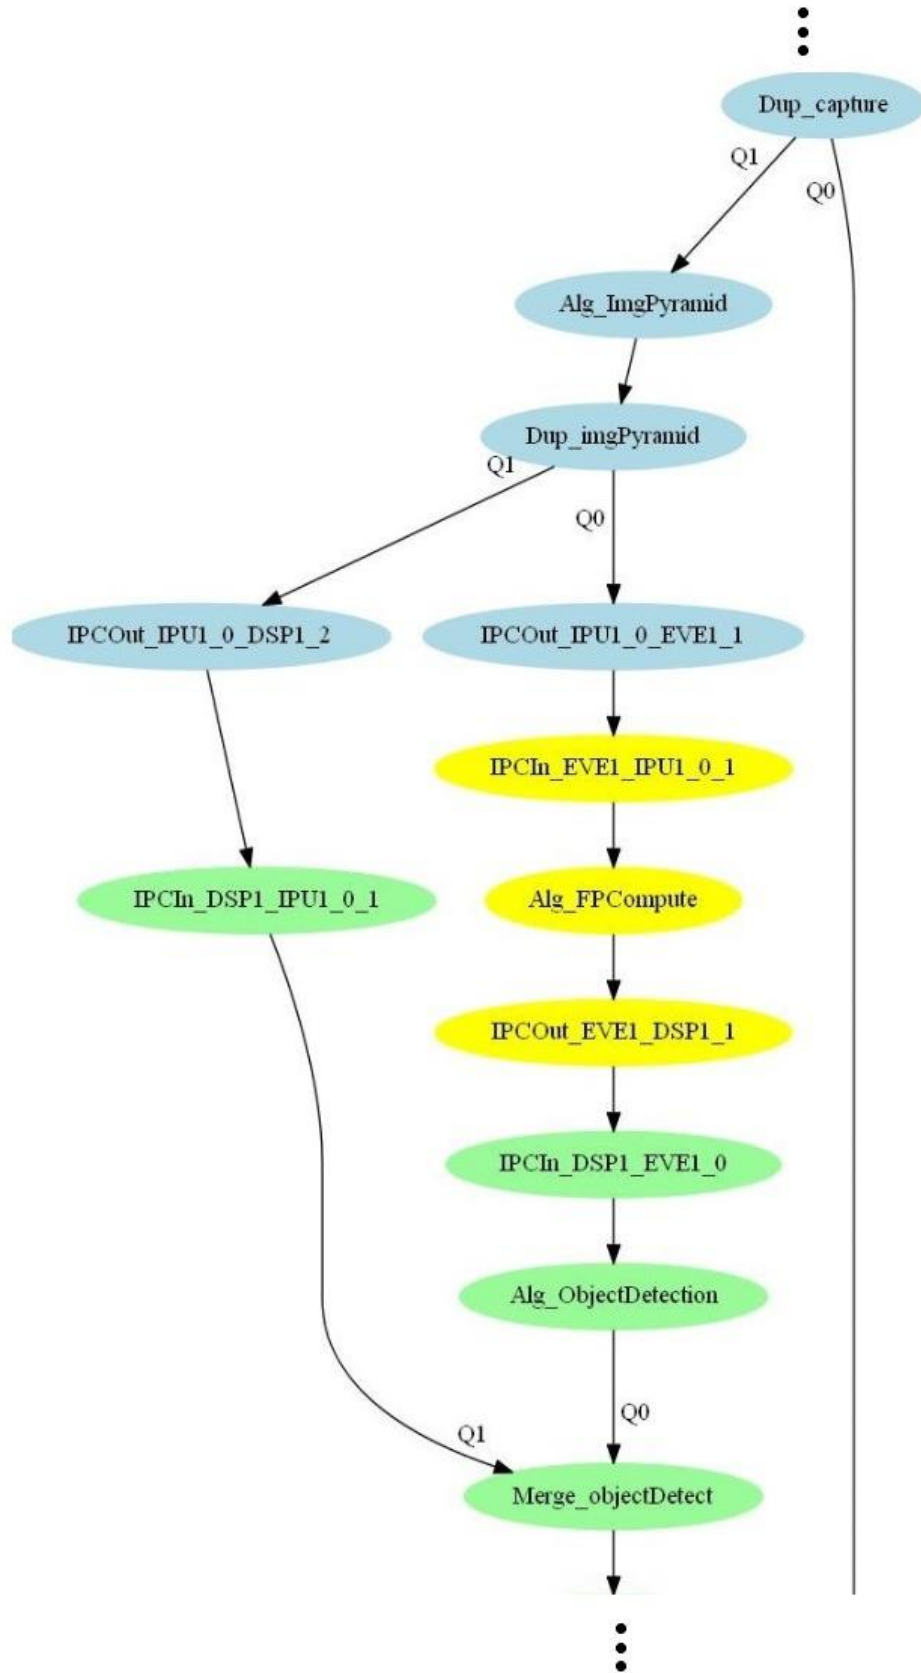 Dup_capture
Q1
Q0
Alg_ImgPyramid
Dup_imgPyramid
Q1
Q0
IPCOut_IPU1_0_DSP1_2
IPCOut_IPU1_0_EVE1_1
IPCIn_EVE1_IPU1_0_1
IPCIn_DSP1_IPU1_0_1
Alg_FPCompute
IPCOut_EVE1_DSP1_1
IPCIn_DSP1_EVE1_0
Alg_ObjectDetection
Q0
Q1
Merge_objectDetect